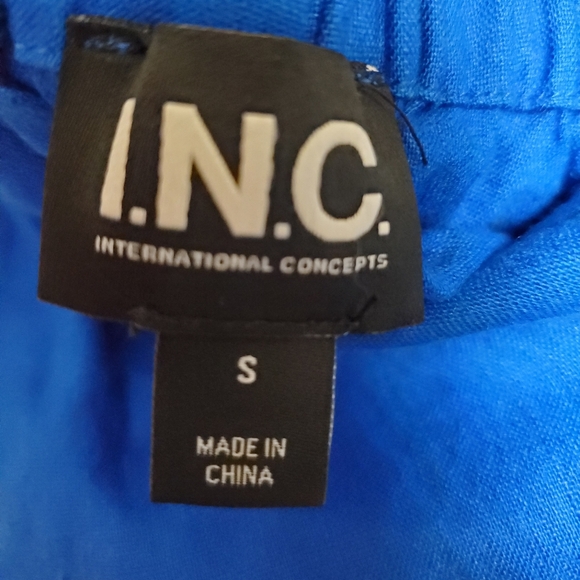 I.N.C.
INTERNATIONAL CONCEPTS
S
MADE IN
CHINA